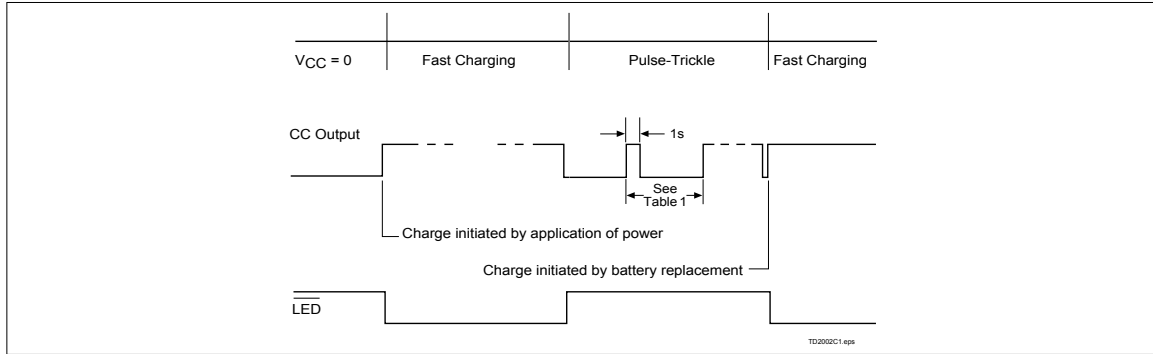 VCC = 0 Fast Charging Pulse-Trickle Fast Charging
CC Output
1s
See
Table 1
Charge initiated by application of power
Charge initiated by battery replacement
LED
TD2002C1.eps